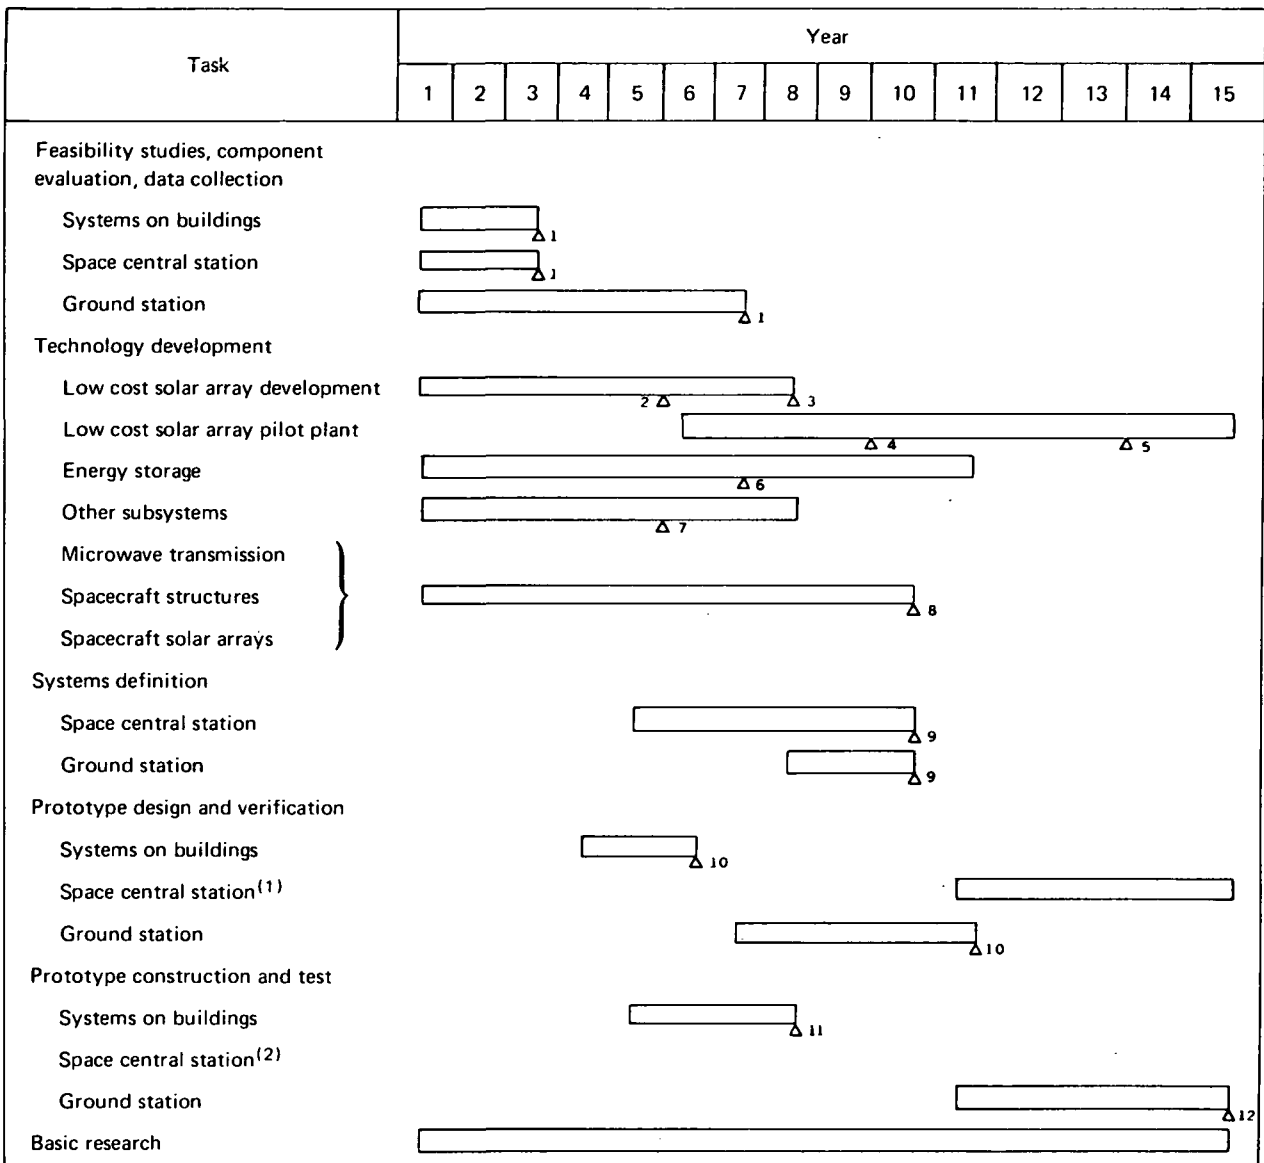 Task
Year
1 2 3 4 5 6 7 8 9 10 11 12 13 14 15
Feasibility studies, component
evaluation, data collection
Systems on buildings
1
Space central station
1
Ground station
1
Technology development
Low cost solar array development
2 3
Low cost solar array pilot plant
4 5
Energy storage
6
Other subsystems
7
Microwave transmission
Spacecraft structures
8
Spacecraft solar arrays
Systems definition
Space central station
9
Ground station
9
Prototype design and verification
Systems on buildings
10
Space central station(1)
Ground station
10
Prototype construction and test
Systems on buildings
11
Space central station(2)
Ground station
12
Basic research